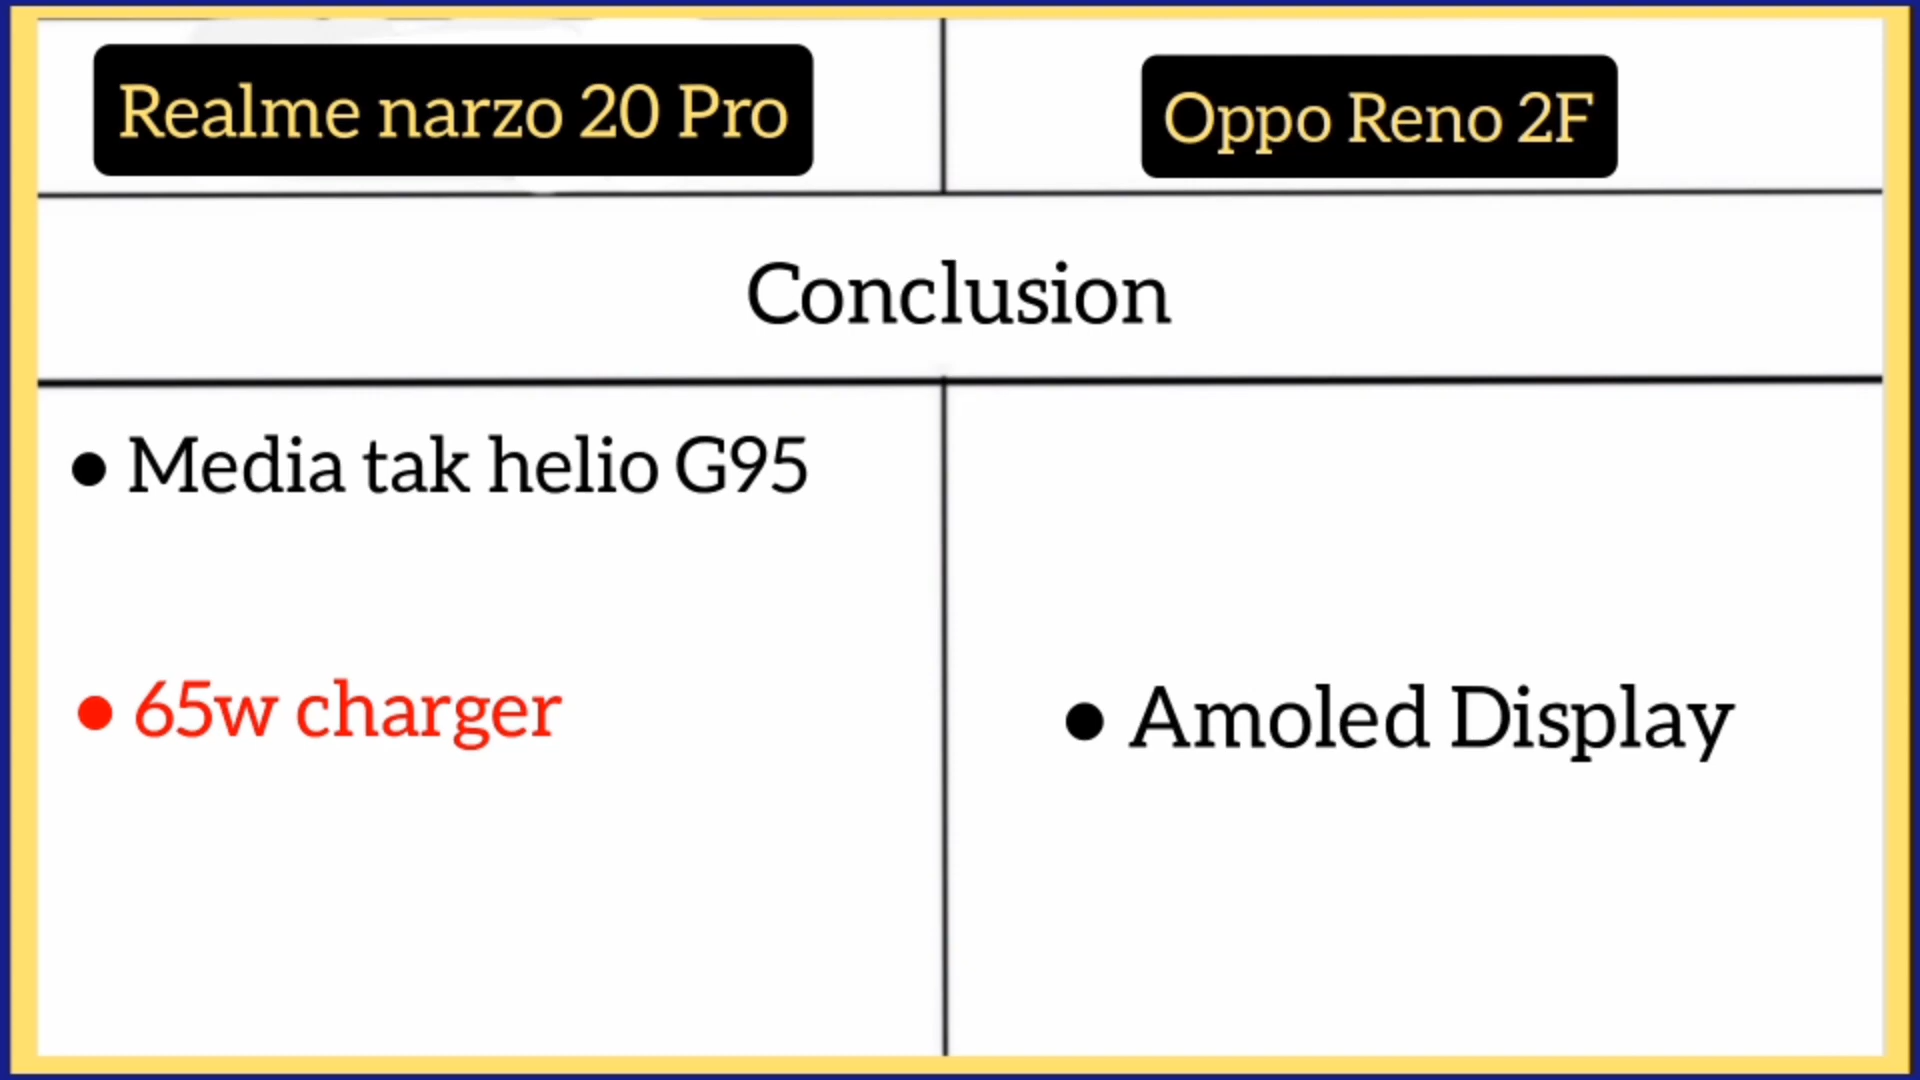 Realme narzo 20 Pro
Oppo Reno 2F
Conclusion
• Media tak helio G95
• 65w charger
• Amoled Display